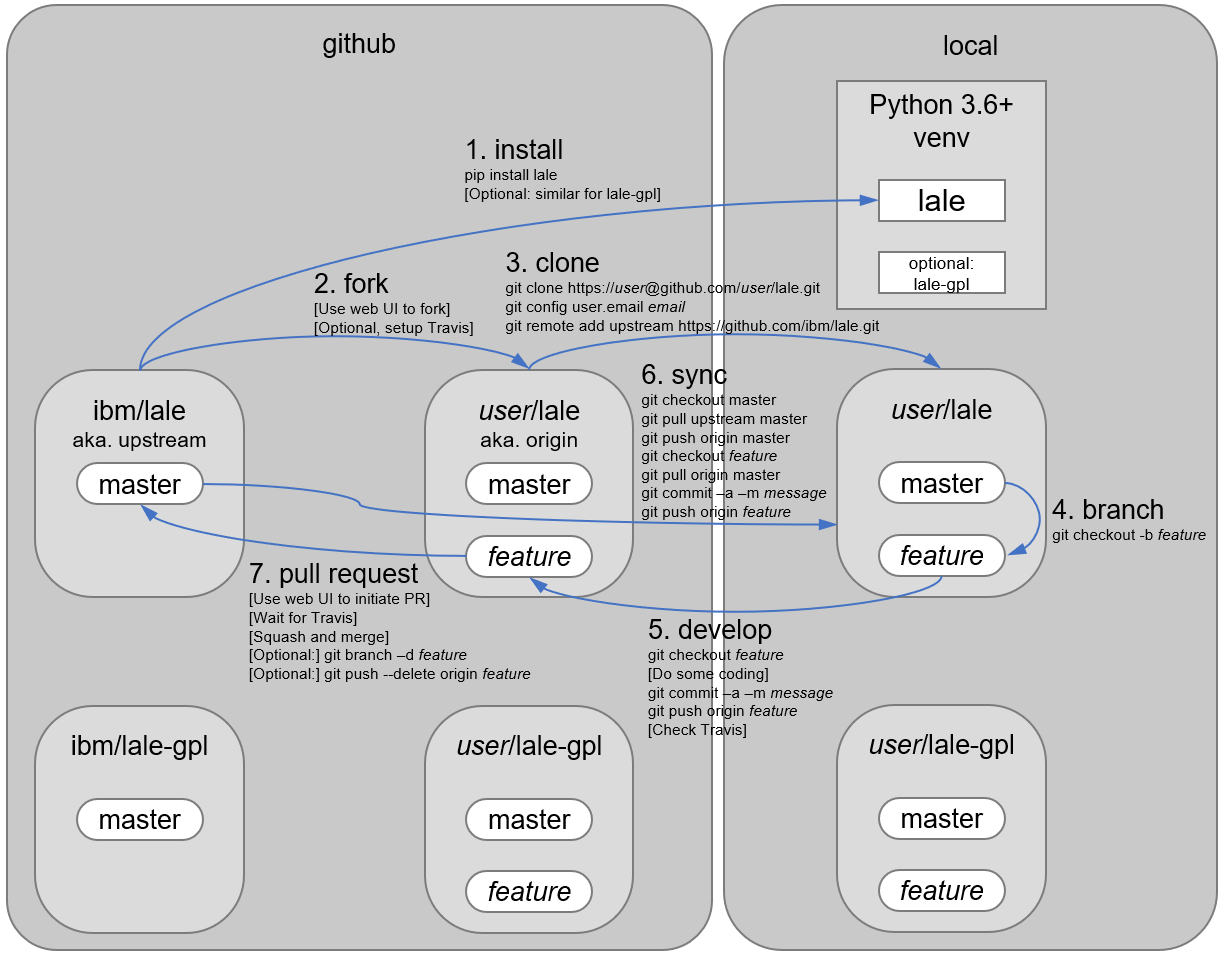 github
local
Python 3.6+
venv
lale
optional:
lale-gpl
1. install
pip install lale
[Optional: similar for lale-gpl]
2. fork
[Use web UI to fork]
[Optional, setup Travis]
3. clone
git clone https://user@github.com/user/lale.git
git config user.email email
git remote add upstream https://github.com/ibm/lale.git
ibm/lale
aka. upstream
master
user/lale
aka. origin
master
feature
6. sync
git checkout master
git pull upstream master
git push origin master
git checkout feature
git pull origin master
git commit –a –m message
git push origin feature
user/lale
master
feature
4. branch
git checkout -b feature
7. pull request
[Use web UI to initiate PR]
[Wait for Travis]
[Squash and merge]
[Optional:] git branch –d feature
[Optional:] git push --delete origin feature
5. develop
git checkout feature
[Do some coding]
git commit –a –m message
git push origin feature
[Check Travis]
ibm/lale-gpl
master
user/lale-gpl
master
feature
user/lale-gpl
master
feature